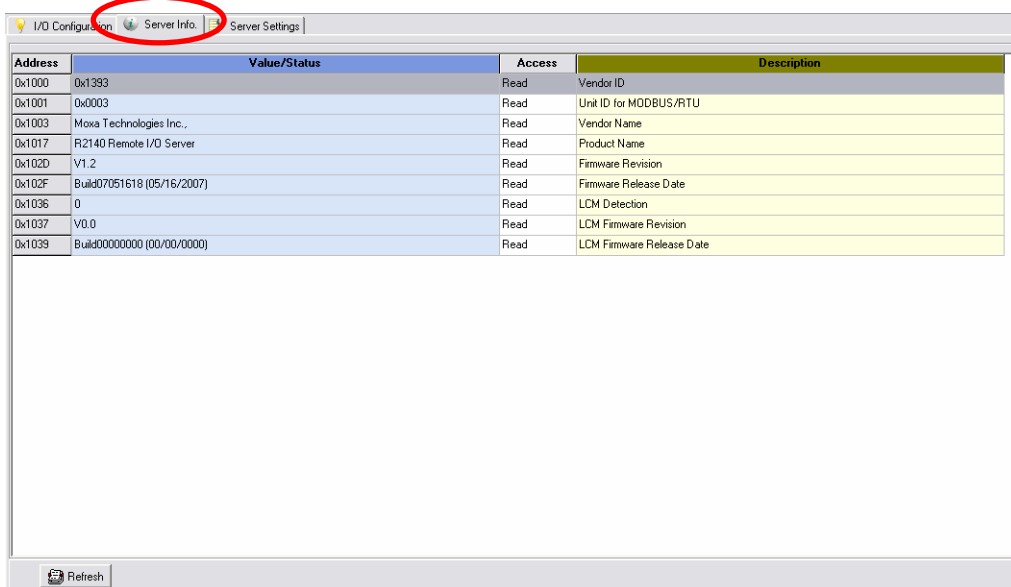 I/O Configuration Server Info. Server Settings
Address Value/Status Access Description
0x1000 0x1393 Read Vendor ID
0x1001 0x0003 Read Unit ID for MODBUS/RTU
0x1003 Moxa Technologies Inc., Read Vendor Name
0x1017 R2140 Remote I/O Server Read Product Name
0x102D V1.2 Read Firmware Revision
0x102F Build07051618 (05/16/2007) Read Firmware Release Date
0x1036 0 Read LCM Detection
0x1037 V0.0 Read LCM Firmware Revision
0x1039 Build00000000 (00/00/0000) Read LCM Firmware Release Date
Refresh